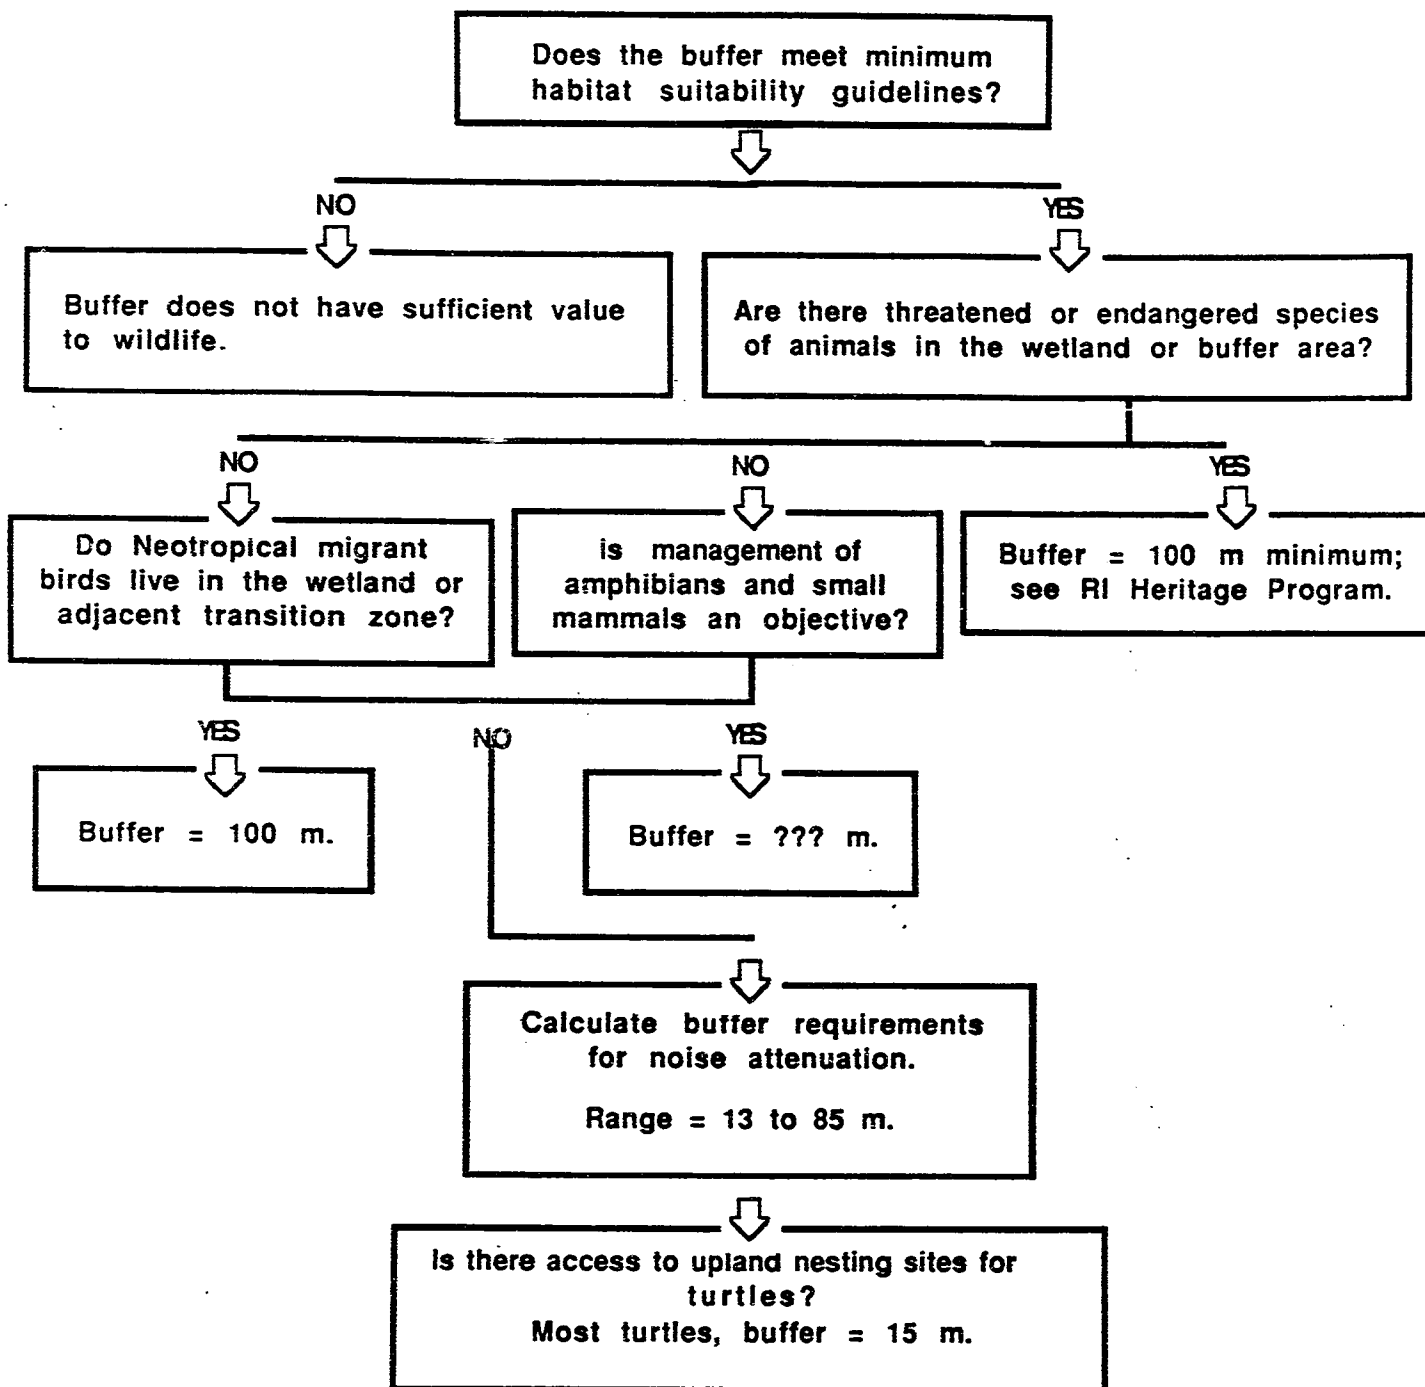 Does the buffer meet minimum
habitat suitability guidelines?
NO
YES
Buffer does not have sufficient value
to wildlife.
Are there threatened or endangered species
of animals in the wetland or buffer area?
NO
NO
YES
Do Neotropical migrant
birds live in the wetland or
adjacent transition zone?
is management of
amphibians and small
mammals an objective?
Buffer = 100 m minimum;
see RI Heritage Program.
YES
NO
YES
Buffer = 100 m.
Buffer = ??? m.
Calculate buffer requirements
for noise attenuation.
Range = 13 to 85 m.
Is there access to upland nesting sites for
turtles?
Most turtles, buffer = 15 m.